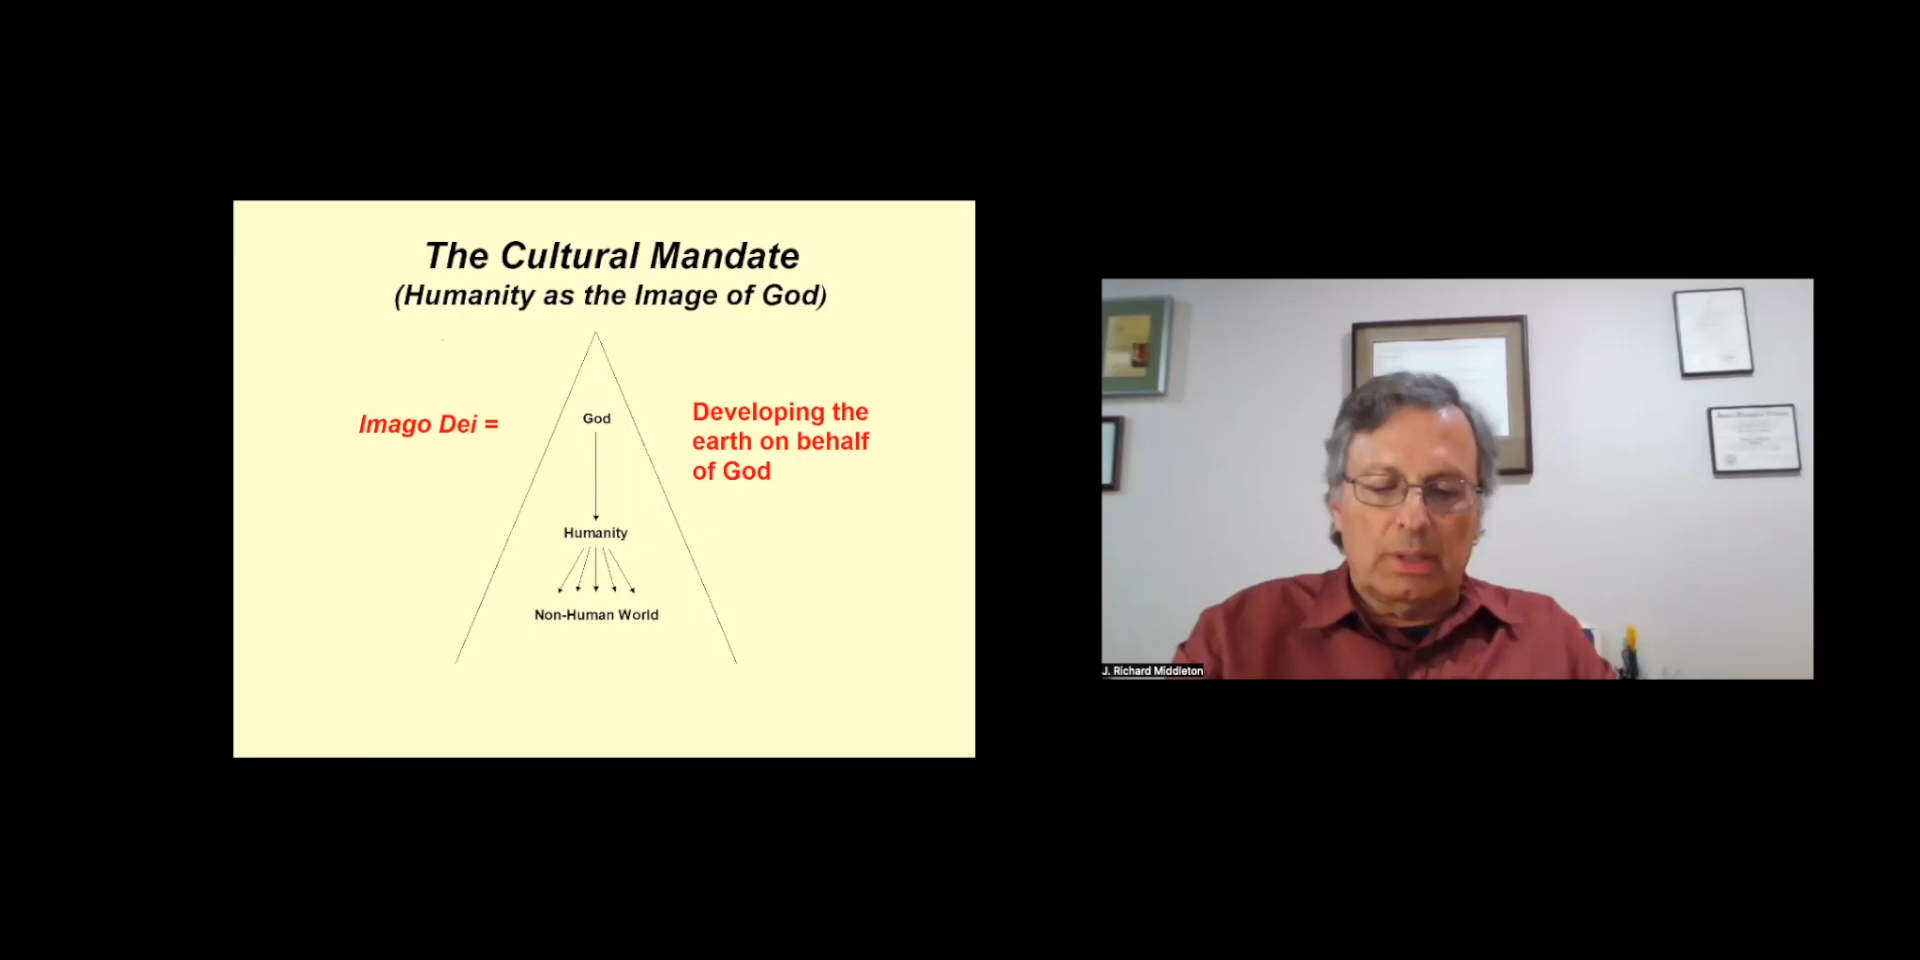 The Cultural Mandate
(Humanity as the Image of God)
Imago Dei =
God
Developing the
earth on behalf
of God
Humanity
Non-Human World
J. Richard Middleton